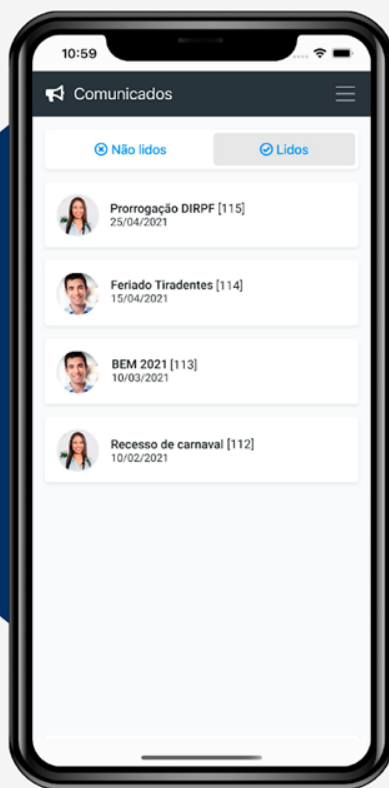 10:59
Comunicados
Não lidos
Lidos
Prorrogação DIRPF [115]
25/04/2021
Feriado Tiradentes [114]
15/04/2021
BEM 2021 [113]
10/03/2021
Recesso de carnaval [112]
10/02/2021